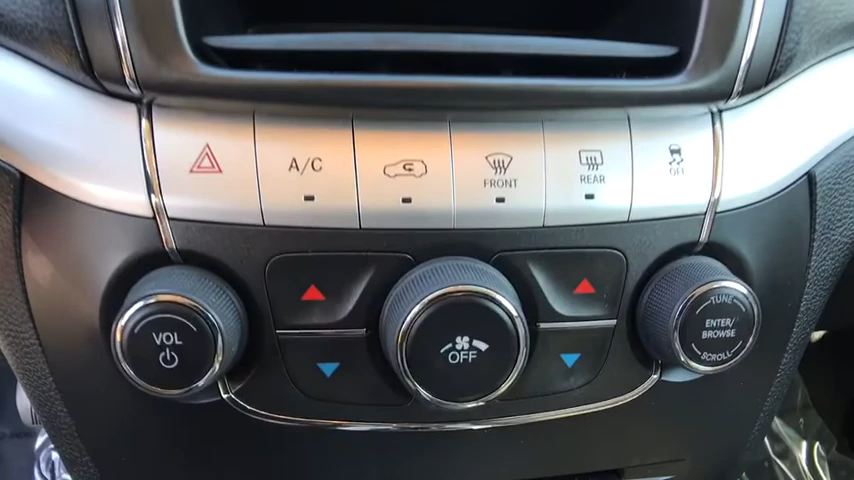 A/C
FRONT
REAR
OFF
VOL
OFF
TUNE
ENTER
BROWSE
SCROLL